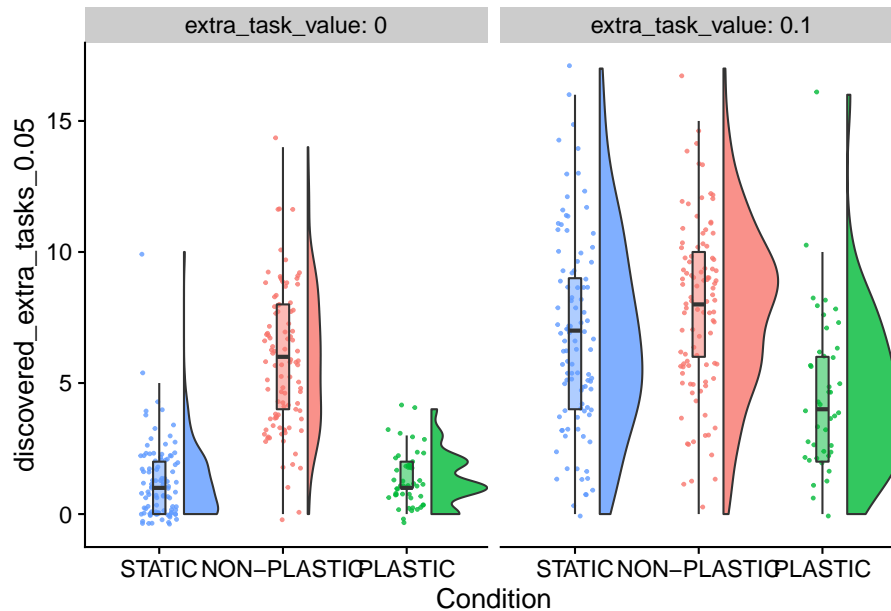 extra_task_value: 0
extra_task_value: 0.1
discovered_extra_tasks_0.05
15
10
5
0
STATIC NON−PLASTIC PLASTIC
STATIC NON−PLASTIC PLASTIC
Condition